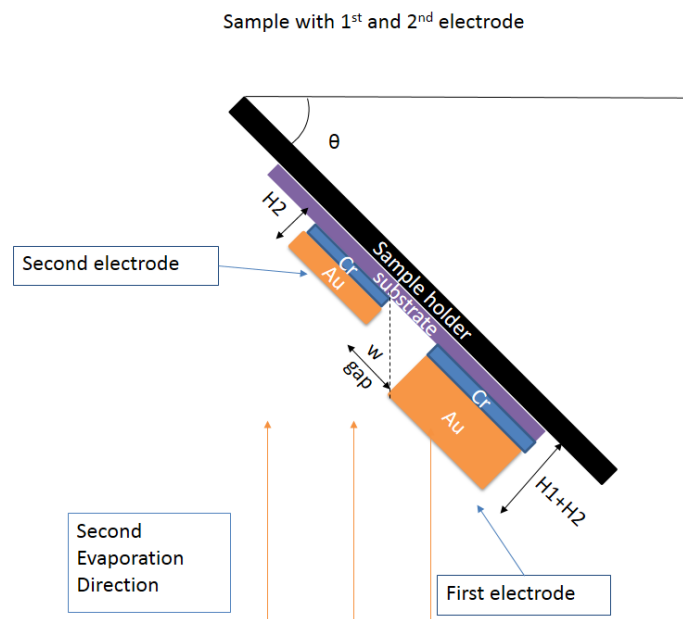 Sample with 1st and 2nd electrode
θ
H2
Sample holder
substrate
Cr
Au
Second electrode
w
gap
Cr
Au
H1+H2
Second
Evaporation
Direction
First electrode